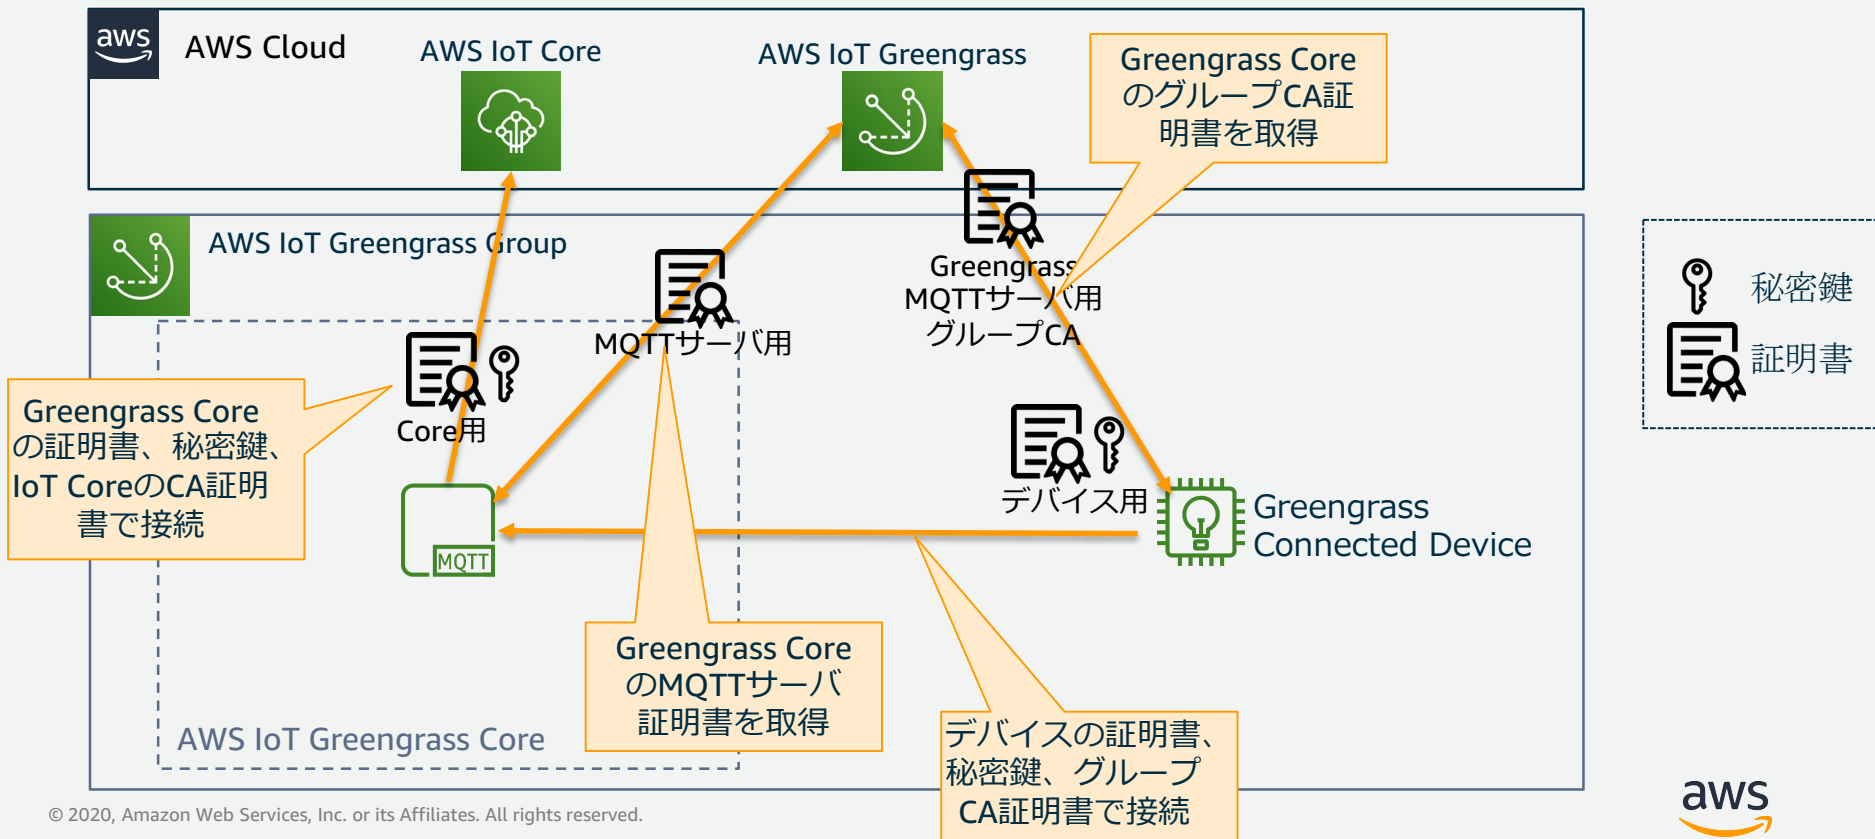 aws
AWS Cloud
AWS IoT Core
AWS IoT Greengrass
Greengrass Core
のグループCA証
明書を取得
AWS IoT Greengrass Group
MQTTサーバ用
Greengrass
MQTTサーバ用
グループCA
秘密鍵
証明書
Greengrass Core
の証明書、秘密鍵、
IoT CoreのCA証明
書で接続
Core用
デバイス用
MQTT
Greengrass
Connected Device
Greengrass Core
のMQTTサーバ
証明書を取得
AWS IoT Greengrass Core
デバイスの証明書、
秘密鍵、グループ
CA証明書で接続
© 2020, Amazon Web Services, Inc. or its Affiliates. All rights reserved.
aws